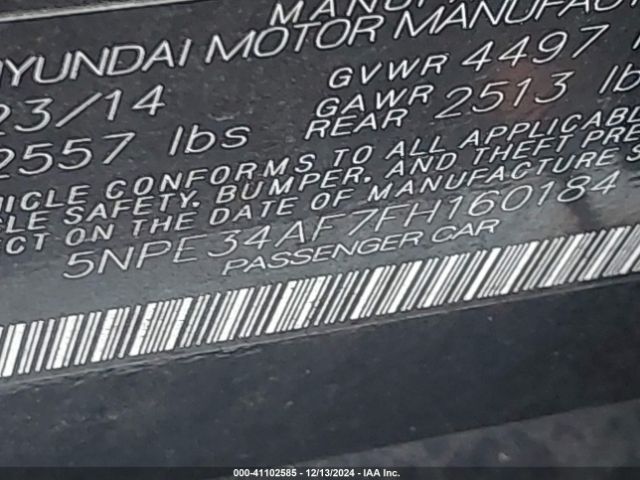 MANUFAC
HYUNDAI MOTOR MANUFACT
23/14 GVWR 4497
2557 lbs GAWR REAR 2513 lb
VEHICLE CONFORMS TO ALL APPLICABLE
SAFETY, BUMPER, AND THEFT PRE
ECT ON THE DATE OF MANUFACTURE S
5NPE34AF7FH160184
PASSENGER CAR
000-41102585 - 12/13/2024 - IAA Inc.